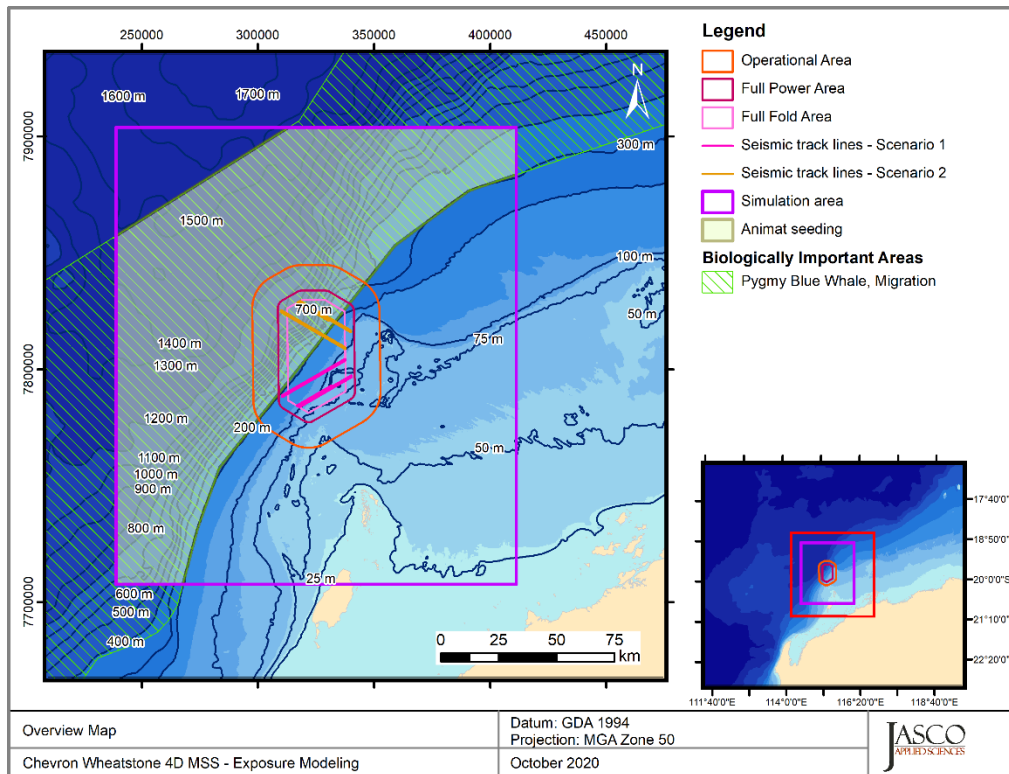 250000 300000 350000 400000 450000
Legend
Operational Area
Full Power Area
Full Fold Area
Seismic track lines - Scenario 1
Seismic track lines - Scenario 2
Simulation area
Animat seeding
Biologically Important Areas
Pygmy Blue Whale, Migration
N
1600 m
1700 m
7900000
300 m
1500 m
100 m
50 m
700 m
75 m
1400 m
1300 m
7800000
1200 m
200 m
50 m
1100 m
1000 m
900 m
800 m
25 m
600 m
7700000
500 m
400 m
0 25 50 75
km
17°40'0"
18°50'0"
20°0'0"S
21°10'0"
22°20'0"
111°40'0" 114°0'0"E 116°20'0"E 118°40'0"
Overview Map
Datum: GDA 1994
Projection: MGA Zone 50
Chevron Wheatstone 4D MSS - Exposure Modeling
October 2020
JASCO
APPLIED SCIENCES